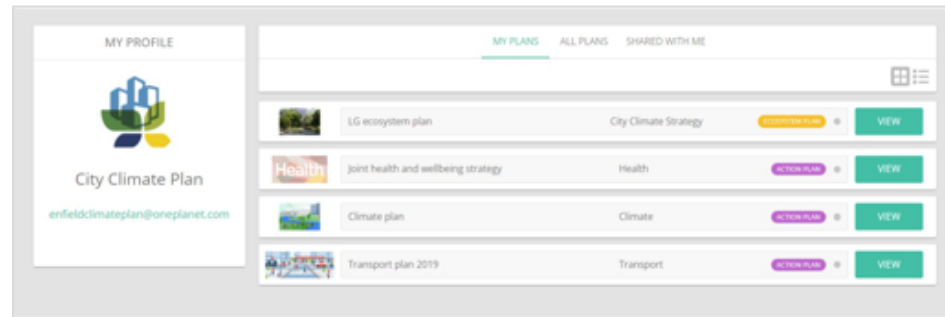 MY PROFILE
City Climate Plan
enfieldclimateplan@oneplanet.com
MY PLANS ALL PLANS SHARED WITH ME
LG ecosystem plan City Climate Strategy ECOSYSTEM PLAN VIEW
Health Joint health and wellbeing strategy Health ACTION PLAN VIEW
Climate plan Climate ACTION PLAN VIEW
Transport plan 2019 Transport ACTION PLAN VIEW